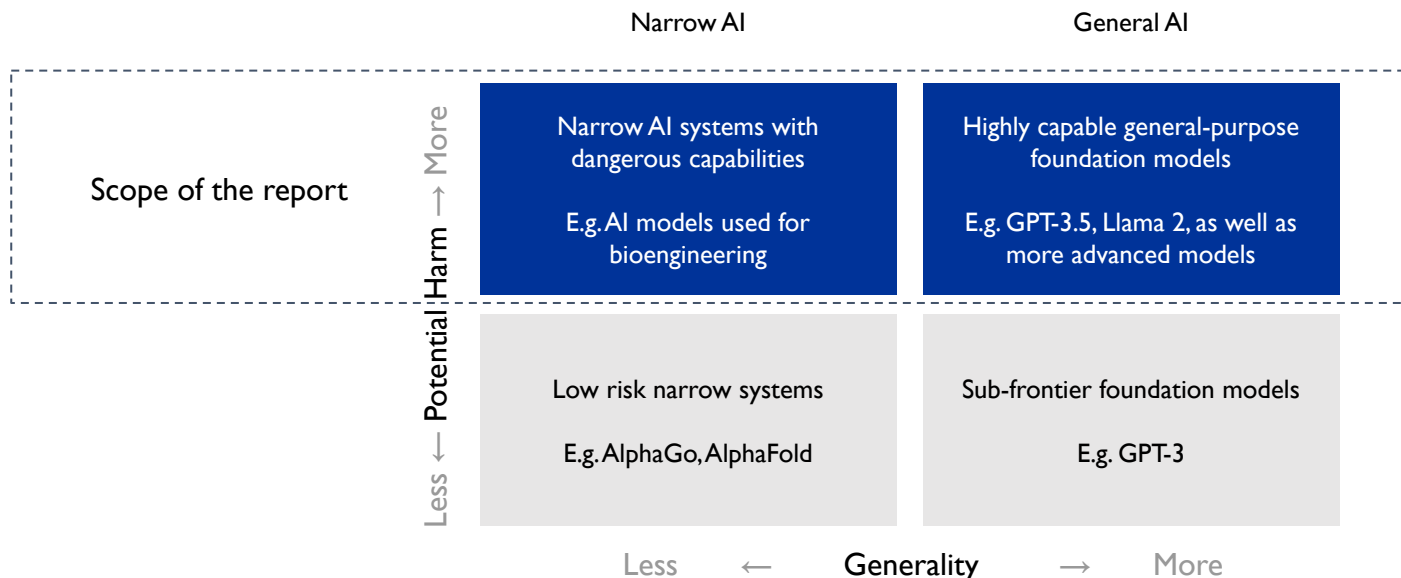 Narrow AI
General AI
Scope of the report
Less ← Potential Harm → More
Narrow AI systems with
dangerous capabilities
E.g. AI models used for
bioengineering
Highly capable general-purpose
foundation models
E.g. GPT-3.5, Llama 2, as well as
more advanced models
Low risk narrow systems
E.g. AlphaGo, AlphaFold
Sub-frontier foundation models
E.g. GPT-3
Less ← Generality → More